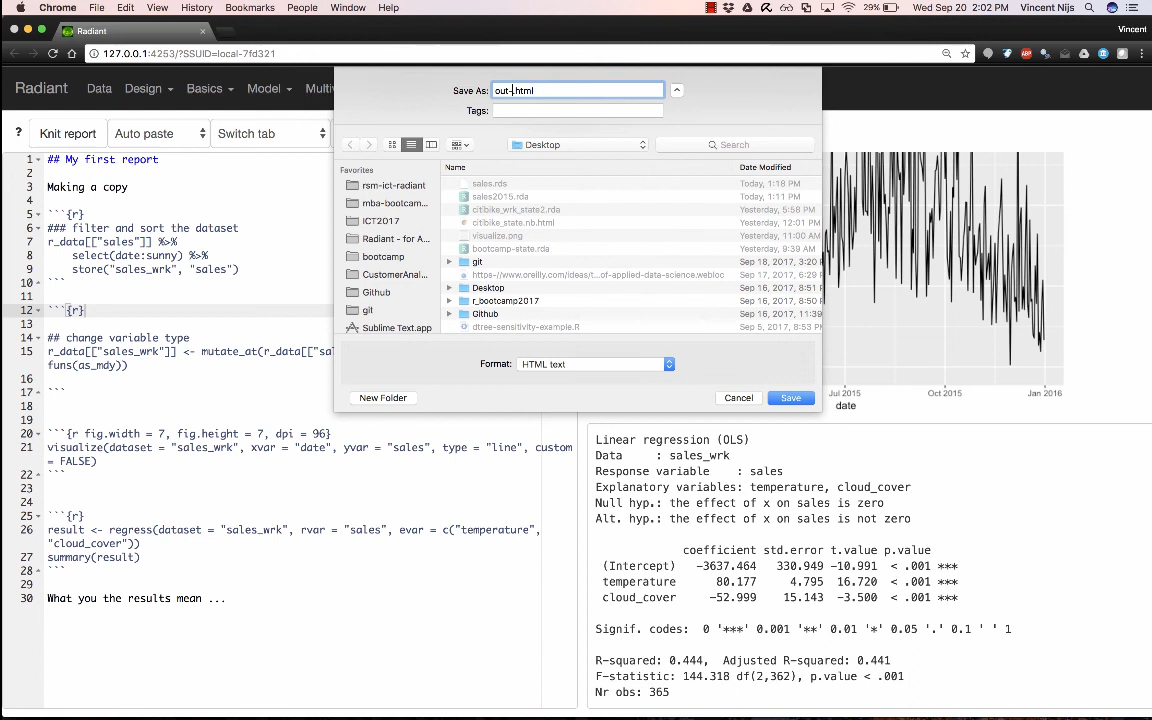 Chrome File Edit View History Bookmarks People Window Help 29% Wed Sep 20 2:02 PM Vincent Nijs
Radiant Vincent
127.0.0.1:4253/?SSUID=local-7fd321
Radiant Data Design Basics Model Multiv
? Knit report Auto paste Switch tab
1 ## My first report
2
3 Making a copy
4
5 ```{r}
6 ### filter and sort the dataset
7 r_data[["sales"]] %>%
8 select(date:sunny) %>%
9 store("sales_wrk", "sales")
10 ```
11
12 ```{r}
13
14 ## change variable type
15 r_data[["sales_wrk"]] <- mutate_at(r_data[["sal
funs(as_mdy))
16
17 ```
18
19
20 ```{r fig.width = 7, fig.height = 7, dpi = 96}
21 visualize(dataset = "sales_wrk", xvar = "date", yvar = "sales", type = "line", custom
= FALSE)
22 ```
23
24
25 ```{r}
26 result <- regress(dataset = "sales_wrk", rvar = "sales", evar = c("temperature",
"cloud_cover"))
27 summary(result)
28 ```
29
30 What you the results mean ...
Save As: out-.html
Tags:
Desktop Search
Favorites
rsm-ict-radiant
mba-bootcam...
ICT2017
Radiant - for A...
bootcamp
CustomerAnal...
Github
git
Sublime Text.app
Name Date Modified
sales.rds Today, 1:18 PM
sales2015.rda Today, 1:11 PM
citibike_wrk_state2.rda Yesterday, 5:58 PM
citibike_state.nb.html Yesterday, 12:01 PM
visualize.png Yesterday, 11:00 AM
bootcamp-state.rda Yesterday, 9:39 AM
git Sep 18, 2017, 3:20 P
https-//www.oreilly.com/ideas/t...of-applied-data-science.webloc Sep 17, 2017, 6:29 P
Desktop Sep 16, 2017, 8:51 P
r_bootcamp2017 Sep 16, 2017, 8:50 P
Github Sep 16, 2017, 11:39
dtree-sensitivity-example.R Sep 5, 2017, 8:53 P
Format: HTML text
New Folder Cancel Save
Jul 2015 Oct 2015 Jan 2016
date
Linear regression (OLS)
Data : sales_wrk
Response variable : sales
Explanatory variables: temperature, cloud_cover
Null hyp.: the effect of x on sales is zero
Alt. hyp.: the effect of x on sales is not zero
coefficient std.error t.value p.value
(Intercept) -3637.464 330.949 -10.991 < .001 ***
temperature 80.177 4.795 16.720 < .001 ***
cloud_cover -52.999 15.143 -3.500 < .001 ***
Signif. codes: 0 '***' 0.001 '**' 0.01 '*' 0.05 '.' 0.1 ' ' 1
R-squared: 0.444, Adjusted R-squared: 0.441
F-statistic: 144.318 df(2,362), p.value < .001
Nr obs: 365